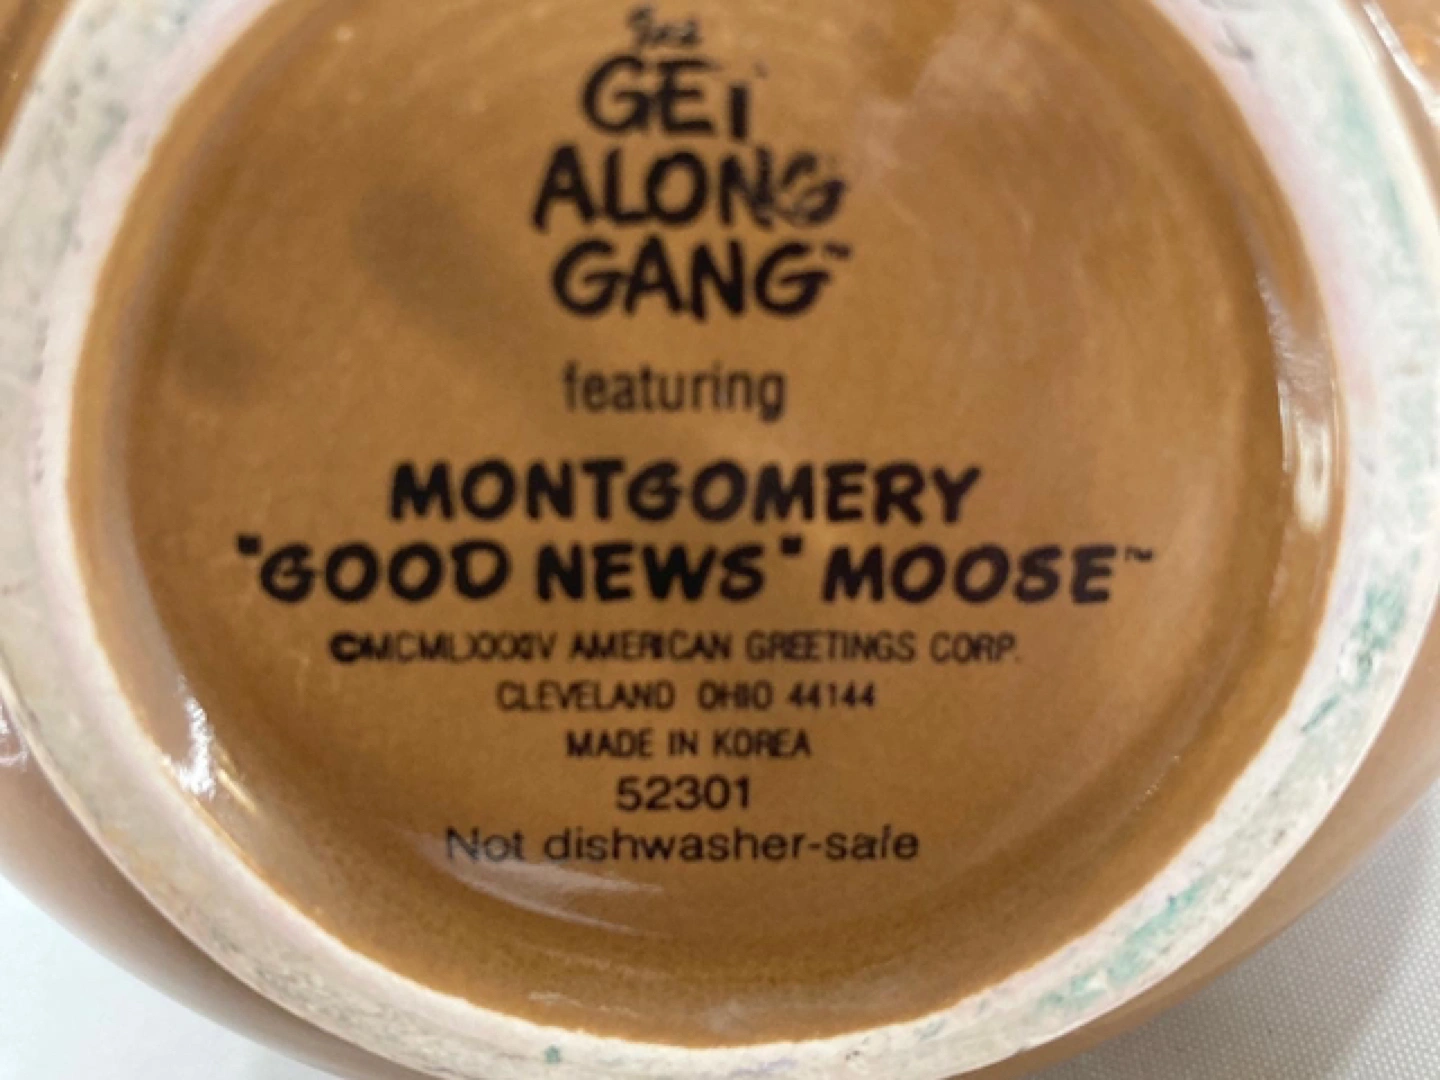 The
GET
ALONG
GANG™
featuring
MONTGOMERY
"GOOD NEWS" MOOSE™
©MCMLXXXIV AMERICAN GREETINGS CORP.
CLEVELAND OHIO 44144
MADE IN KOREA
52301
Not dishwasher-safe